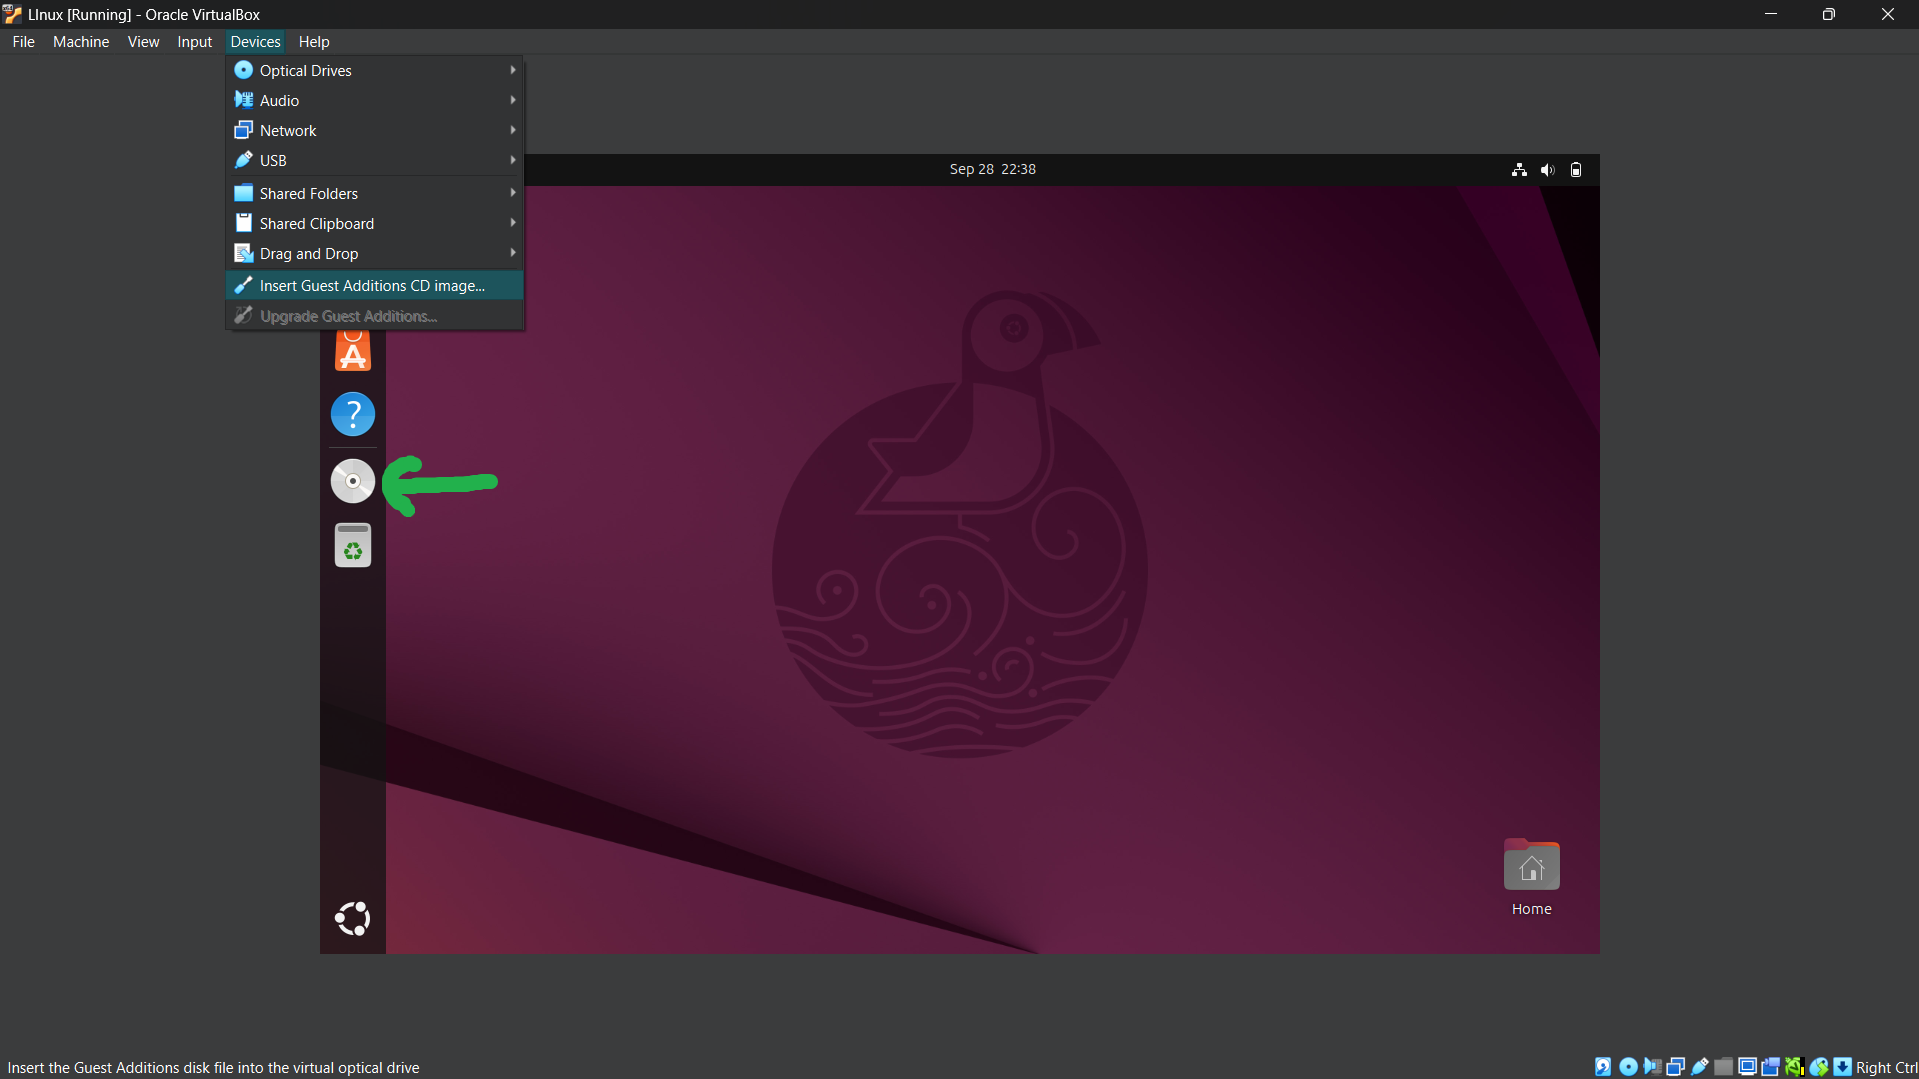 LInux [Running] - Oracle VirtualBox
File Machine View Input Devices Help
Optical Drives
Audio
Network
USB
Shared Folders
Shared Clipboard
Drag and Drop
Insert Guest Additions CD image...
Upgrade Guest Additions...
Sep 28 22:38
A
?
Home
Insert the Guest Additions disk file into the virtual optical drive
Right Ctrl